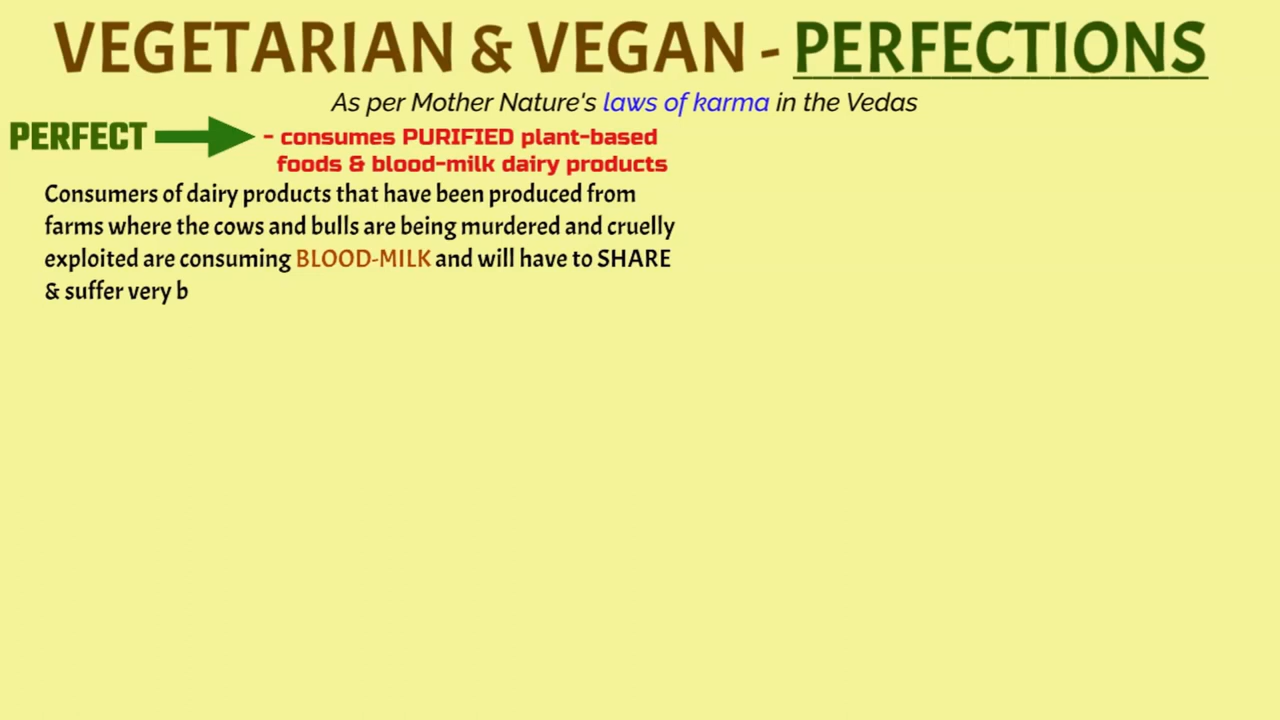 VEGETARIAN & VEGAN - PERFECTIONS
As per Mother Nature's laws of karma in the Vedas
PERFECT
- consumes PURIFIED plant-based
foods & blood-milk dairy products
Consumers of dairy products that have been produced from
farms where the cows and bulls are being murdered and cruelly
exploited are consuming BLOOD-MILK and will have to SHARE
& suffer very b